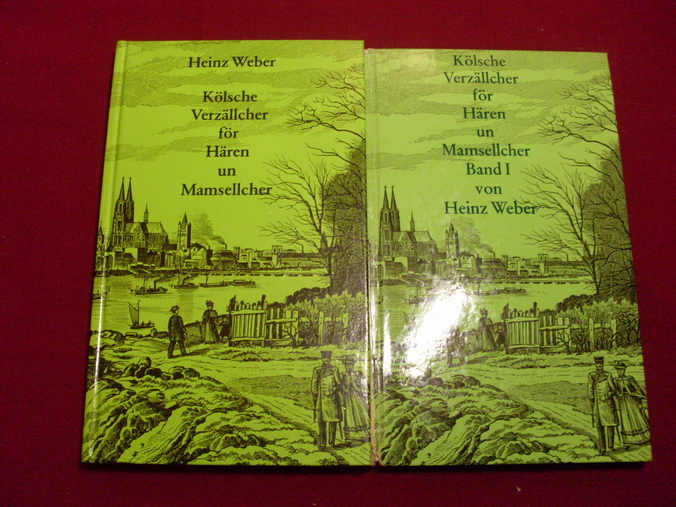 Heinz Weber
Kölsche
Verzällcher
för
Hären
un
Mamsellcher
Kölsche
Verzällcher
för
Hären
un
Mamsellcher
Band I
von
Heinz Weber